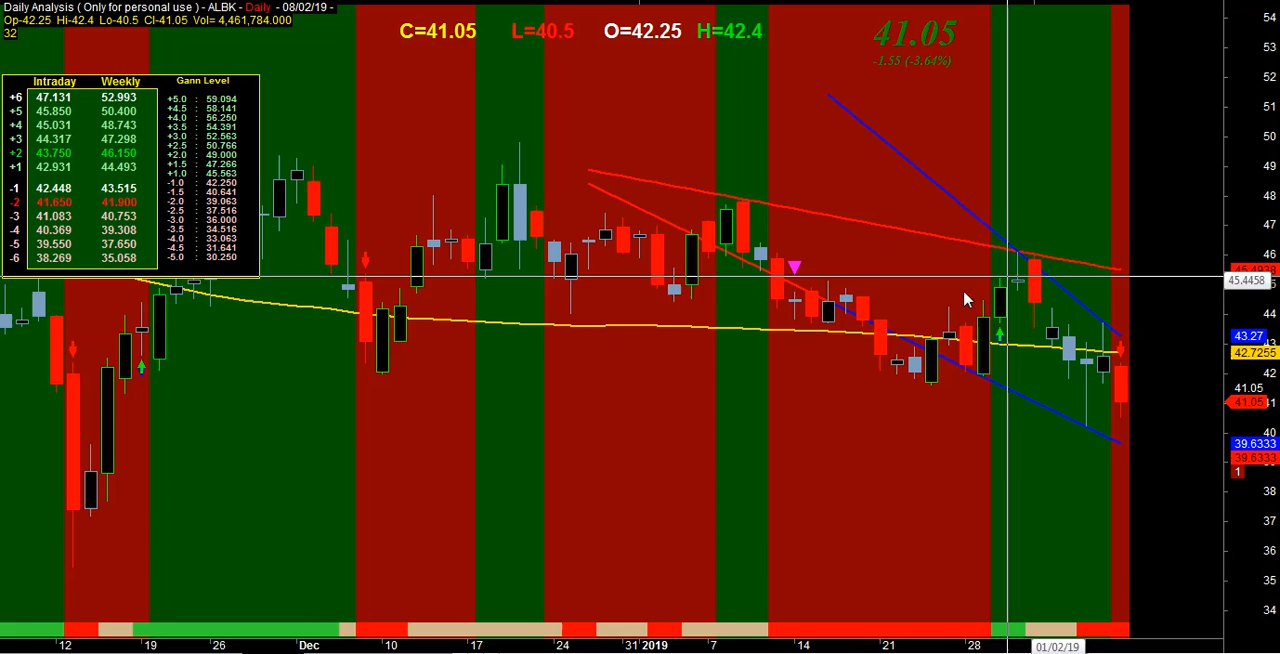 Daily Analysis ( Only for personal use ) - ALBK - Daily - 08/02/19 -
Op-42.25 Hi-42.4 Lo-40.5 Cl-41.05 Vol= 4,461,784.000
32
C=41.05 L=40.5 O=42.25 H=42.4
41.05
-1.55 (-3.64%)
Intraday Weekly
+6 47.131 52.993
+5 45.850 50.400
+4 45.031 48.743
+3 44.317 47.298
+2 43.750 46.150
+1 42.931 44.493
-1 42.448 43.515
-2 41.650 41.900
-3 41.083 40.753
-4 40.369 39.308
-5 39.550 37.650
-6 38.269 35.058
Gann Level
+5.0 : 59.094
+4.5 : 58.141
+4.0 : 56.250
+3.5 : 54.391
+3.0 : 52.563
+2.5 : 50.766
+2.0 : 49.000
+1.5 : 47.266
+1.0 : 45.563
-1.0 : 42.250
-1.5 : 40.641
-2.0 : 39.063
-2.5 : 37.516
-3.0 : 36.000
-3.5 : 34.516
-4.0 : 33.063
-4.5 : 31.641
-5.0 : 30.250
54
53
52
51
50
49
48
47
46
45.4458
44
43.27
42.7255
42
41.05
41.05
40
39.6333
39.6333
38
1
37
36
35
34
12 19 26 Dec 10 17 24 31 2019 7 14 21 28
01/02/19